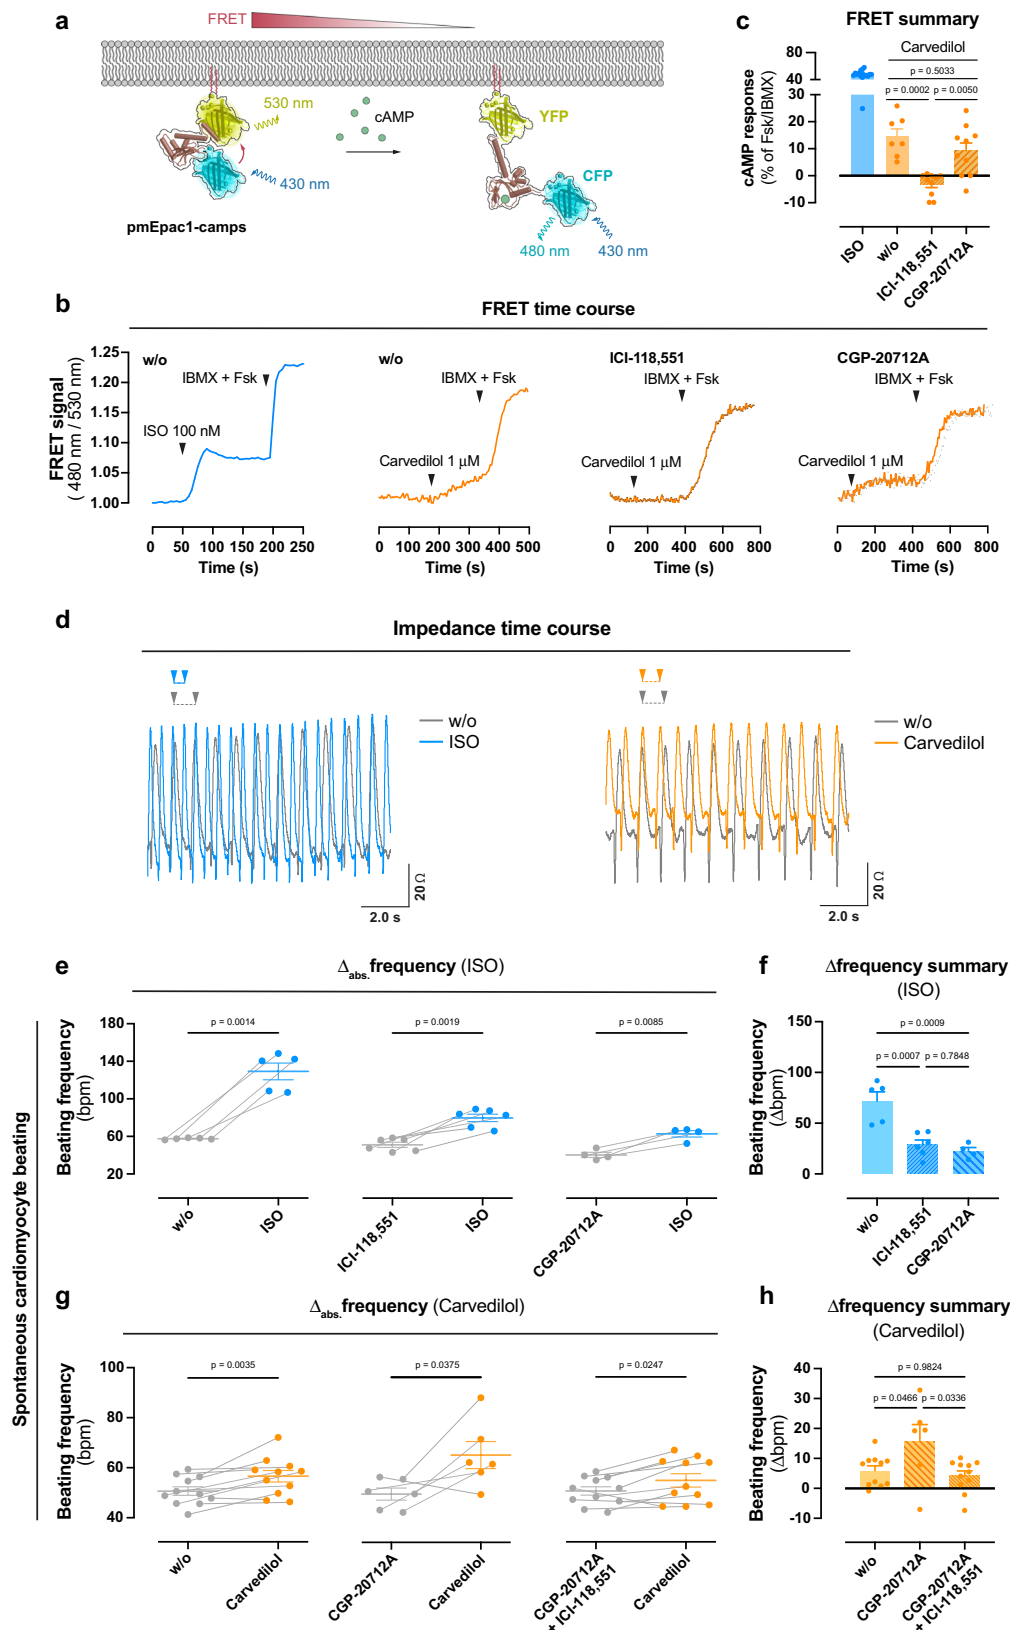 a
FRET
530 nm
430 nm
cAMP
YFP
CFP
480 nm
430 nm
pmEpac1-camps
c
FRET summary
Carvedilol
p = 0.5033
p = 0.0002
p = 0.0050
cAMP response
(% of Fsk/IBMX)
80
40
30
20
10
0
-10
ISO
w/o
ICI-118,551
CGP-20712A
b
FRET time course
FRET signal
( 480 nm / 530 nm)
1.25
1.20
1.15
1.10
1.05
1.00
w/o
IBMX + Fsk
ISO 100 nM
0 50 100 150 200 250
Time (s)
w/o
IBMX + Fsk
Carvedilol 1 µM
0 100 200 300 400 500
Time (s)
ICI-118,551
IBMX + Fsk
Carvedilol 1 µM
0 200 400 600 800
Time (s)
CGP-20712A
IBMX + Fsk
Carvedilol 1 µM
0 200 400 600 800
Time (s)
d
Impedance time course
w/o
ISO
20 Ω
2.0 s
w/o
Carvedilol
20 Ω
2.0 s
Spontaneous cardiomyocyte beating
e
Δabs.frequency (ISO)
Beating frequency
(bpm)
180
140
100
60
20
p = 0.0014
p = 0.0019
p = 0.0085
w/o
ISO
ICI-118,551
ISO
CGP-20712A
ISO
f
Δfrequency summary
(ISO)
Beating frequency
(Δbpm)
150
100
50
0
p = 0.0009
p = 0.0007
p = 0.7848
w/o
ICI-118,551
CGP-20712A
g
Δabs.frequency (Carvedilol)
Beating frequency
(bpm)
100
80
60
40
p = 0.0035
p = 0.0375
p = 0.0247
w/o
Carvedilol
CGP-20712A
Carvedilol
CGP-20712A
+ ICI-118,551
Carvedilol
h
Δfrequency summary
(Carvedilol)
Beating frequency
(Δbpm)
40
30
20
10
0
-10
p = 0.9824
p = 0.0466
p = 0.0336
w/o
CGP-20712A
CGP-20712A
+ ICI-118,551